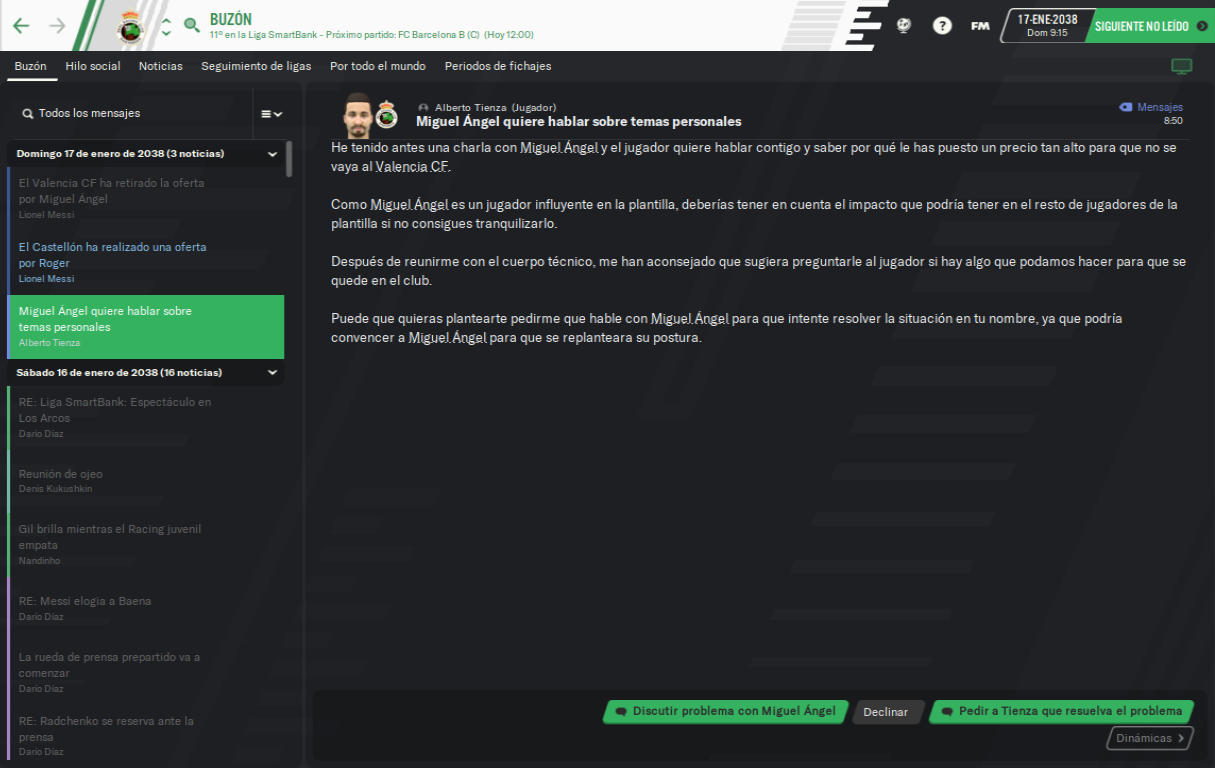 BUZÓN
11º en la Liga SmartBank - Próximo partido: FC Barcelona B (C) (Hoy 12:00)
?
FM
17-ENE-2038
Dom 9:15
SIGUIENTE NO LEÍDO
Buzón
Hilo social
Noticias
Seguimiento de ligas
Por todo el mundo
Periodos de fichajes
Todos los mensajes
Domingo 17 de enero de 2038 (3 noticias)
El Valencia CF ha retirado la oferta
por Miguel Ángel
Lionel Messi
El Castellón ha realizado una oferta
por Roger
Lionel Messi
Miguel Ángel quiere hablar sobre
temas personales
Alberto Tienza
Sábado 16 de enero de 2038 (16 noticias)
RE: Liga SmartBank: Espectáculo en
Los Arcos
Darío Díaz
Reunión de ojeo
Denis Kukushkin
Gil brilla mientras el Racing juvenil
empata
Nandinho
RE: Messi elogia a Baena
Darío Díaz
La rueda de prensa prepartido va a
comenzar
Darío Díaz
RE: Radchenko se reserva ante la
prensa
Darío Díaz
Alberto Tienza (Jugador)
Miguel Ángel quiere hablar sobre temas personales
Mensajes
8:50
He tenido antes una charla con Miguel Ángel y el jugador quiere hablar contigo y saber por qué le has puesto un precio tan alto para que no se
vaya al Valencia CF.
Como Miguel Ángel es un jugador influyente en la plantilla, deberías tener en cuenta el impacto que podría tener en el resto de jugadores de la
plantilla si no consigues tranquilizarlo.
Después de reunirme con el cuerpo técnico, me han aconsejado que sugiera preguntarle al jugador si hay algo que podamos hacer para que se
quede en el club.
Puede que quieras plantearte pedirme que hable con Miguel Ángel para que intente resolver la situación en tu nombre, ya que podría
convencer a Miguel Ángel para que se replanteara su postura.
Discutir problema con Miguel Ángel
Declinar
Pedir a Tienza que resuelva el problema
Dinámicas